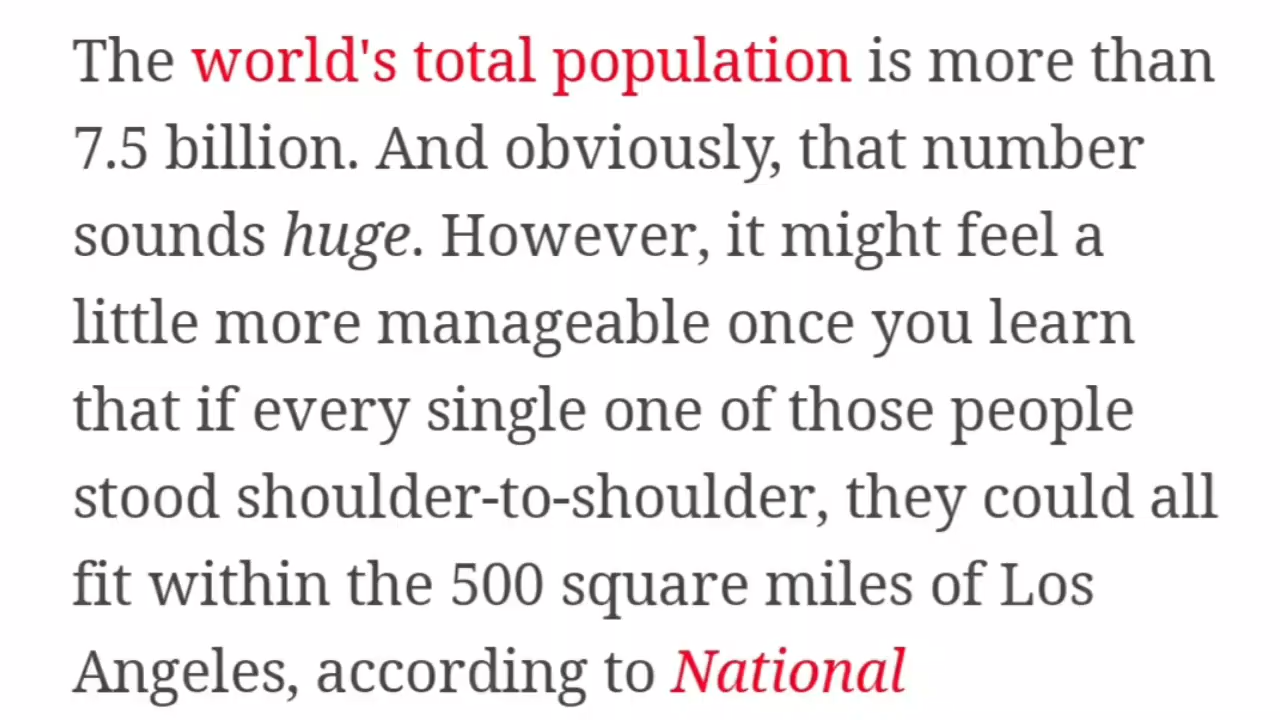 The world's total population is more than
7.5 billion. And obviously, that number
sounds huge. However, it might feel a
little more manageable once you learn
that if every single one of those people
stood shoulder-to-shoulder, they could all
fit within the 500 square miles of Los
Angeles, according to National